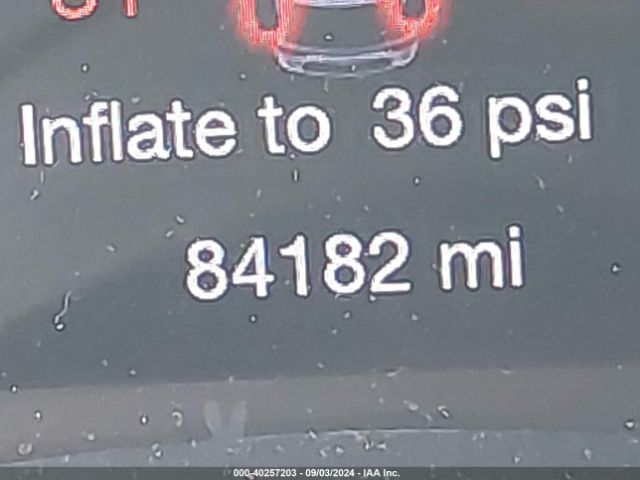 Inflate to 36 psi
84182 mi
000-40257203 - 09/03/2024 - IAA Inc.